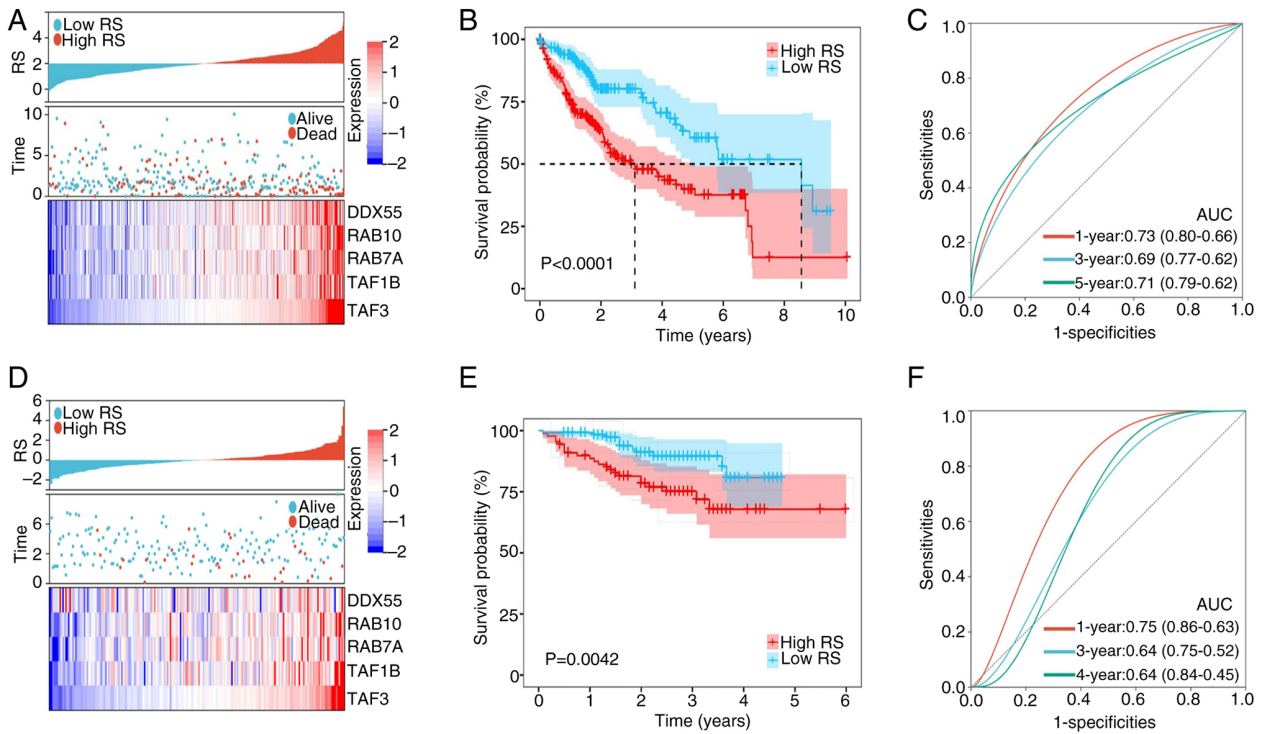 A
Low RS
High RS
RS
4
2
0
Alive
Dead
Time
10
5
0
DDX55
RAB10
RAB7A
TAF1B
TAF3
Expression
2
1
0
−1
−2
B
High RS
Low RS
Survival probability (%)
100
75
50
25
0
P<0.0001
0 2 4 6 8 10
Time (years)
C
Sensitivities
1.0
0.8
0.6
0.4
0.2
0.0
AUC
1-year:0.73 (0.80-0.66)
3-year:0.69 (0.77-0.62)
5-year:0.71 (0.79-0.62)
0.0 0.2 0.4 0.6 0.8 1.0
1-specificities
D
Low RS
High RS
RS
6
4
2
0
−2
Alive
Dead
Time
6
2
0
DDX55
RAB10
RAB7A
TAF1B
TAF3
Expression
2
1
0
−1
−2
E
Survival probability (%)
100
75
50
25
0
High RS
Low RS
P=0.0042
0 1 2 3 4 5 6
Time (years)
F
Sensitivities
1.0
0.8
0.6
0.4
0.2
0.0
AUC
1-year:0.75 (0.86-0.63)
3-year:0.64 (0.75-0.52)
4-year:0.64 (0.84-0.45)
0.0 0.2 0.4 0.6 0.8 1.0
1-specificities